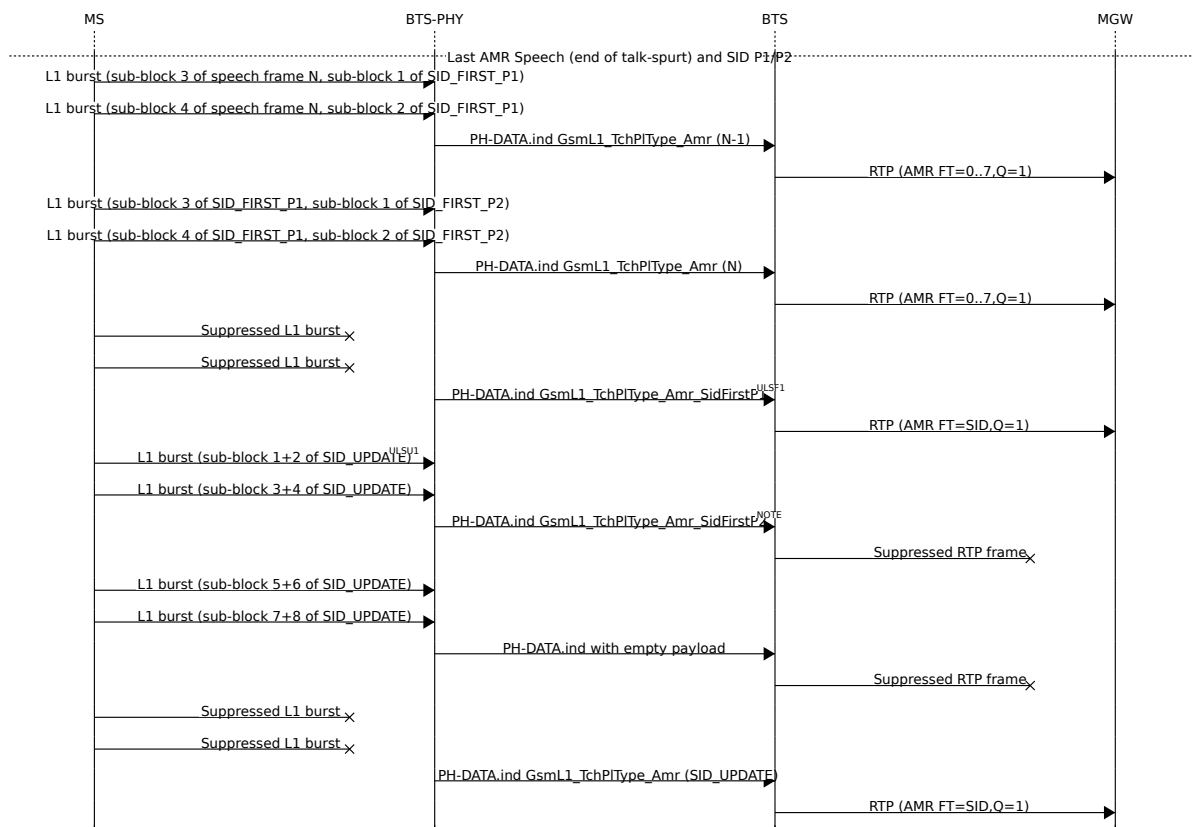 MS BTS-PHY BTS MGW
Last AMR Speech (end of talk-spurt) and SID P1/P2
L1 burst (sub-block 3 of speech frame N, sub-block 1 of SID_FIRST_P1)
L1 burst (sub-block 4 of speech frame N, sub-block 2 of SID_FIRST_P1)
PH-DATA.ind GsmL1_TchPlType_Amr (N-1)
RTP (AMR FT=0..7,Q=1)
L1 burst (sub-block 3 of SID_FIRST_P1, sub-block 1 of SID_FIRST_P2)
L1 burst (sub-block 4 of SID_FIRST_P1, sub-block 2 of SID_FIRST_P2)
PH-DATA.ind GsmL1_TchPlType_Amr (N)
RTP (AMR FT=0..7,Q=1)
Suppressed L1 burst
Suppressed L1 burst
PH-DATA.ind GsmL1_TchPlType_Amr_SidFirstP1 ULSF1
RTP (AMR FT=SID,Q=1)
L1 burst (sub-block 1+2 of SID_UPDATE) ULSU1
L1 burst (sub-block 3+4 of SID_UPDATE)
PH-DATA.ind GsmL1_TchPlType_Amr_SidFirstP2 NOTE
Suppressed RTP frame
L1 burst (sub-block 5+6 of SID_UPDATE)
L1 burst (sub-block 7+8 of SID_UPDATE)
PH-DATA.ind with empty payload
Suppressed RTP frame
Suppressed L1 burst
Suppressed L1 burst
PH-DATA.ind GsmL1_TchPlType_Amr (SID_UPDATE)
RTP (AMR FT=SID,Q=1)